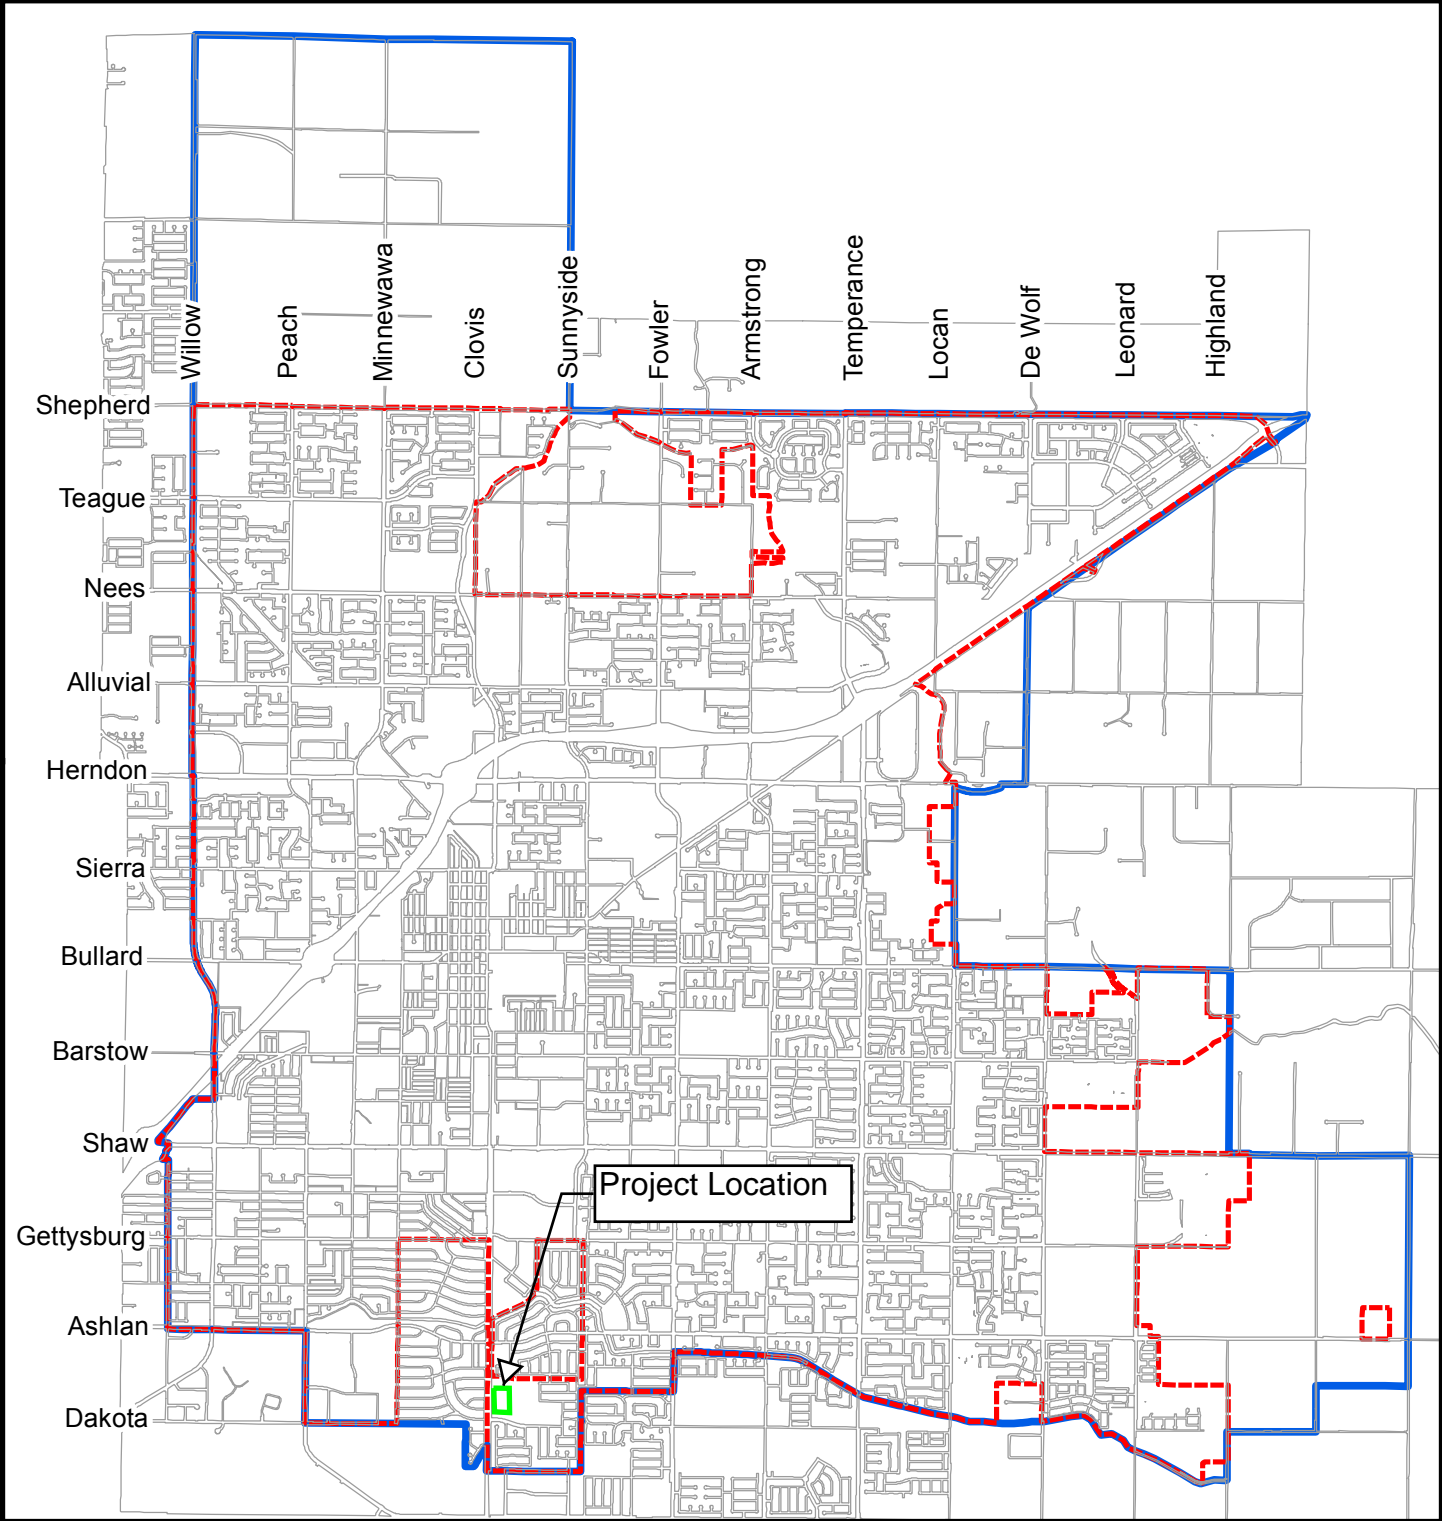 Willow
Peach
Minnewawa
Clovis
Sunnyside
Fowler
Armstrong
Temperance
Locan
De Wolf
Leonard
Highland
Shepherd
Teague
Nees
Alluvial
Herndon
Sierra
Bullard
Barstow
Shaw
Project Location
Gettysburg
Ashlan
Dakota